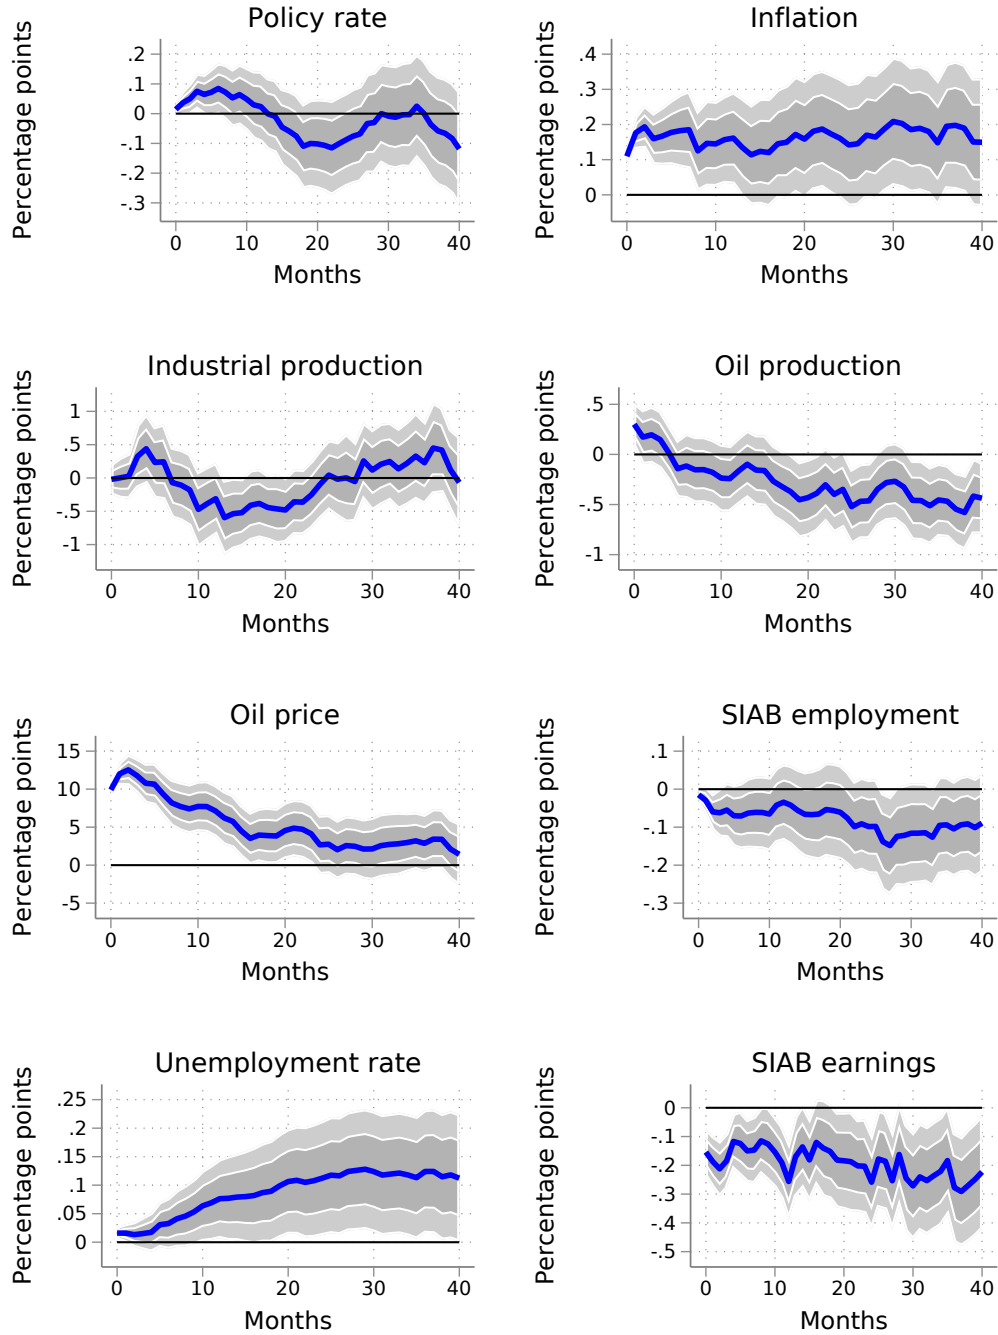 Policy rate
Percentage points
.2
.1
0
-.1
-.2
-.3
0 10 20 30 40
Months
Inflation
Percentage points
.4
.3
.2
.1
0
0 10 20 30 40
Months
Industrial production
Percentage points
1
.5
0
-.5
-1
0 10 20 30 40
Months
Oil production
Percentage points
.5
0
-.5
-1
0 10 20 30 40
Months
Oil price
Percentage points
15
10
5
0
-5
0 10 20 30 40
Months
SIAB employment
Percentage points
.1
0
-.1
-.2
-.3
0 10 20 30 40
Months
Unemployment rate
Percentage points
.25
.2
.15
.1
.05
0
0 10 20 30 40
Months
SIAB earnings
Percentage points
0
-.1
-.2
-.3
-.4
-.5
0 10 20 30 40
Months